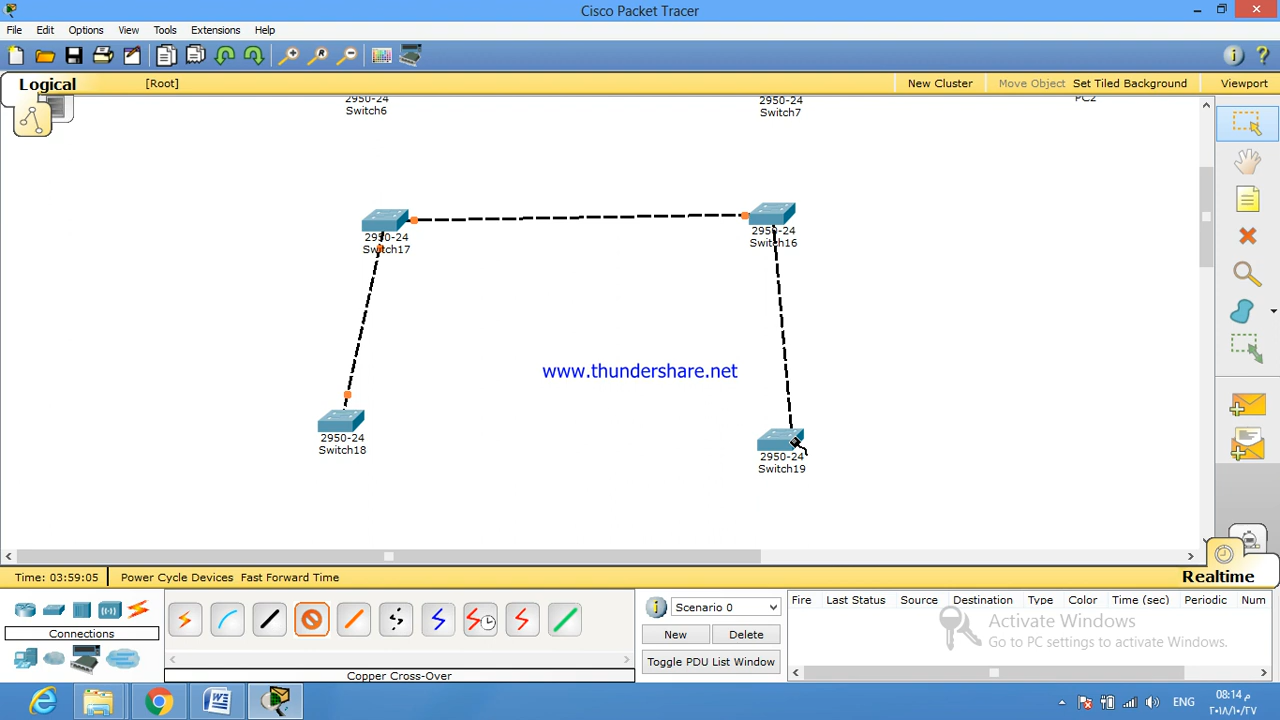 Cisco Packet Tracer
File Edit Options View Tools Extensions Help
Logical
[Root]
New Cluster
Move Object
Set Tiled Background
Viewport
2950-24
Switch6
2950-24
Switch7
PC2
2950-24
Switch17
2950-24
Switch16
www.thundershare.net
2950-24
Switch18
2950-24
Switch19
Time: 03:59:05
Power Cycle Devices Fast Forward Time
Realtime
Connections
Copper Cross-Over
Scenario 0
New
Delete
Toggle PDU List Window
Fire Last Status Source Destination Type Color Time (sec) Periodic Num
Activate Windows
Go to PC settings to activate Windows.
ENG
08:14 م
٢٠١٨/١٠/٢٧